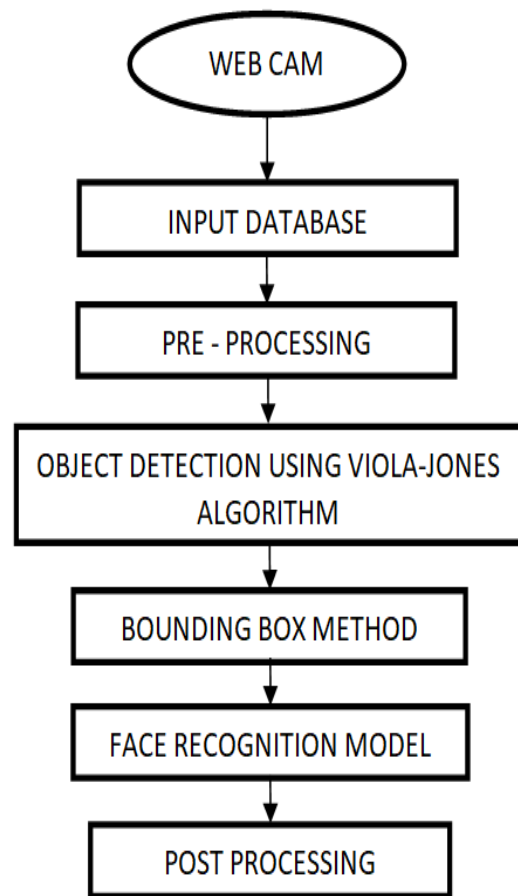 WEB CAM
INPUT DATABASE
PRE - PROCESSING
OBJECT DETECTION USING VIOLA-JONES
ALGORITHM
BOUNDING BOX METHOD
FACE RECOGNITION MODEL
POST PROCESSING